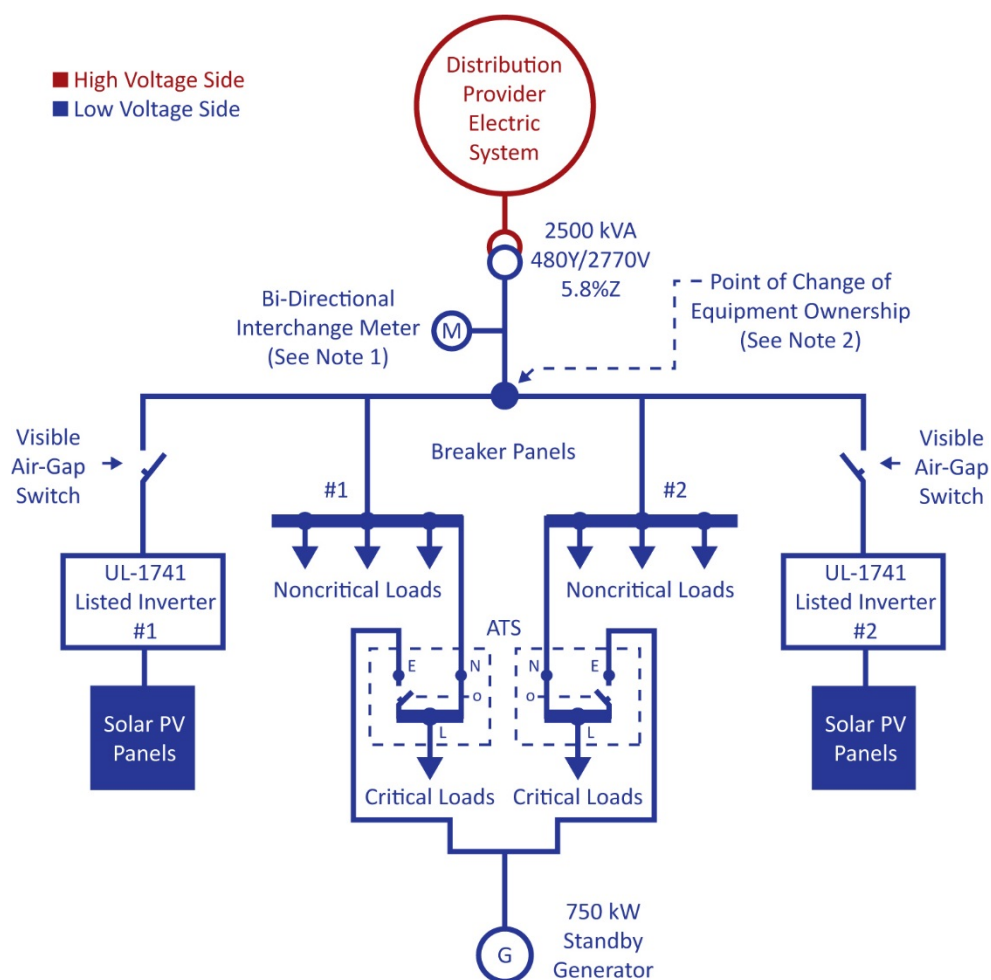 High Voltage Side
Low Voltage Side
Distribution
Provider
Electric
System
2500 kVA
480Y/2770V
5.8%Z
Bi-Directional
Interchange Meter
(See Note 1)
M
Point of Change of
Equipment Ownership
(See Note 2)
Visible
Air-Gap
Switch
Breaker Panels
Visible
Air-Gap
Switch
#1
#2
UL-1741
Listed Inverter
#1
Noncritical Loads
Noncritical Loads
UL-1741
Listed Inverter
#2
ATS
E
N
O
L
N
E
O
L
Solar PV
Panels
Critical Loads
Critical Loads
Solar PV
Panels
G
750 kW
Standby
Generator